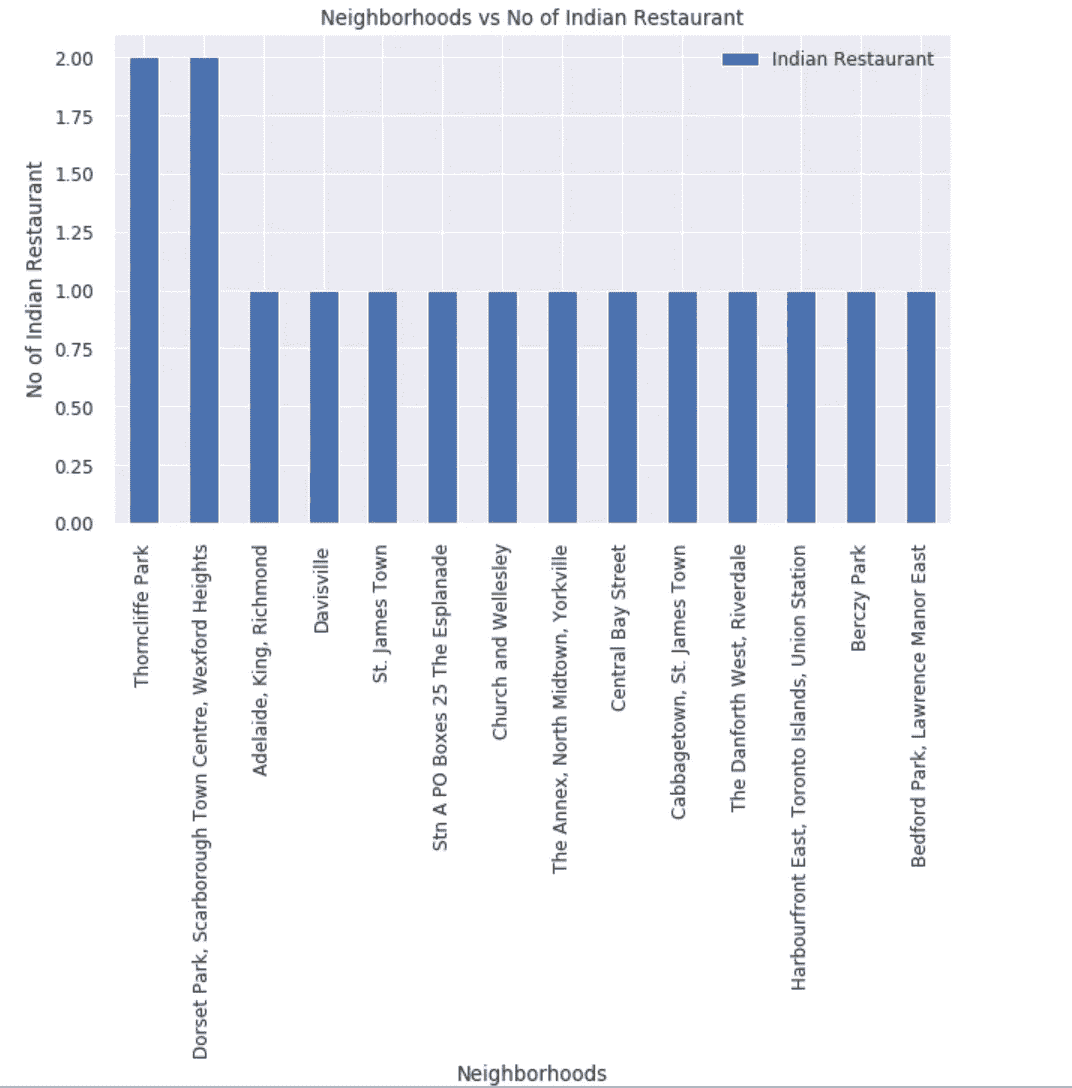 Neighborhoods vs No of Indian Restaurant
Indian Restaurant
No of Indian Restaurant
2.00
1.75
1.50
1.25
1.00
0.75
0.50
0.25
0.00
Thorncliffe Park
Dorset Park, Scarborough Town Centre, Wexford Heights
Adelaide, King, Richmond
Davisville
St. James Town
Stn A PO Boxes 25 The Esplanade
Church and Wellesley
The Annex, North Midtown, Yorkville
Central Bay Street
Cabbagetown, St. James Town
The Danforth West, Riverdale
Harbourfront East, Toronto Islands, Union Station
Berczy Park
Bedford Park, Lawrence Manor East
Neighborhoods